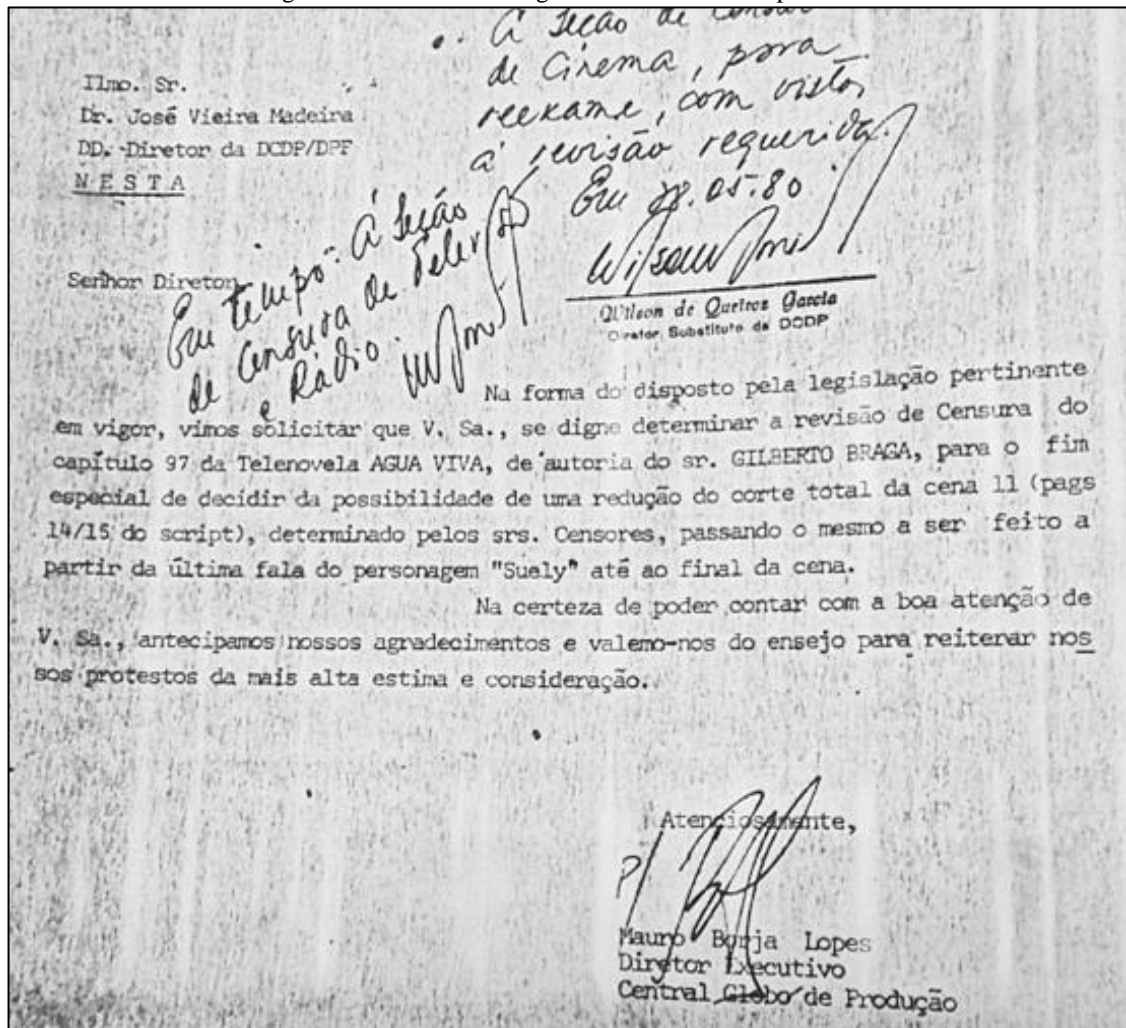 À Seção de Censura
de Cinema, para
reexame, com vistas
à revisão requerida.
Em 28.05.80
Wilson de Queiroz Garcia
Diretor Substituto da DCDP
Ilmo. Sr.
Dr. José Vieira Madeira
DD. Diretor da DCDP/DPF
N E S T A
Em tempo: À Seção
de Censura de Televisão
e Rádio.
Senhor Diretor,
Na forma do disposto pela legislação pertinente
em vigor, vimos solicitar que V. Sa., se digne determinar a revisão de Censura do
capítulo 97 da Telenovela AGUA VIVA, de autoria do sr. GILBERTO BRAGA, para o fim
especial de decidir da possibilidade de uma redução do corte total da cena 11 (pags
14/15 do script), determinado pelos srs. Censores, passando o mesmo a ser feito a
partir da última fala do personagem "Suely" até ao final da cena.
Na certeza de poder contar com a boa atenção de
V. Sa., antecipamos nossos agradecimentos e valemo-nos do ensejo para reiterar nos
sos protestos da mais alta estima e consideração.
Atenciosamente,
P/
Mauro Borja Lopes
Diretor Executivo
Central Globo de Produção